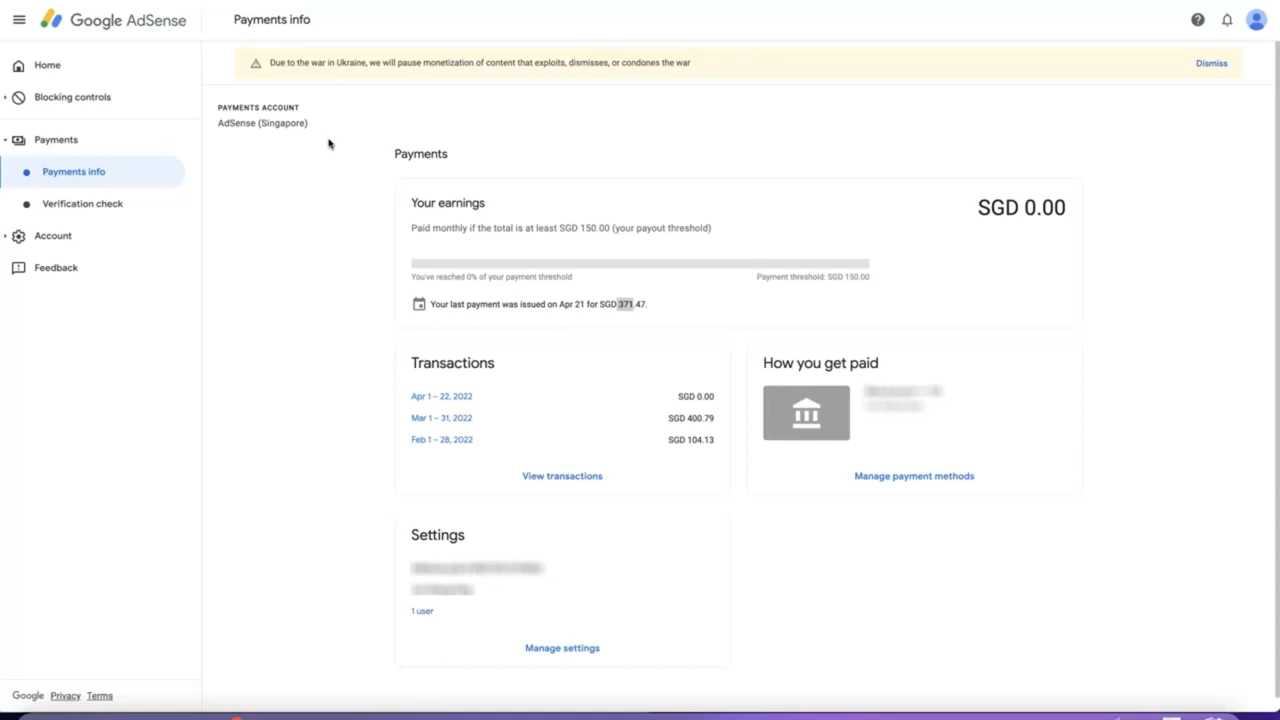 Google AdSense
Payments info
Home
Blocking controls
Payments
Payments info
Verification check
Account
Feedback
Due to the war in Ukraine, we will pause monetization of content that exploits, dismisses, or condones the war
Dismiss
PAYMENTS ACCOUNT
AdSense (Singapore)
Payments
Your earnings
SGD 0.00
Paid monthly if the total is at least SGD 150.00 (your payout threshold)
You've reached 0% of your payment threshold
Payment threshold: SGD 150.00
Your last payment was issued on Apr 21 for SGD 371.47.
Transactions
Apr 1 – 22, 2022 SGD 0.00
Mar 1 – 31, 2022 SGD 400.79
Feb 1 – 28, 2022 SGD 104.13
View transactions
How you get paid
Manage payment methods
Settings
1 user
Manage settings
Google Privacy Terms